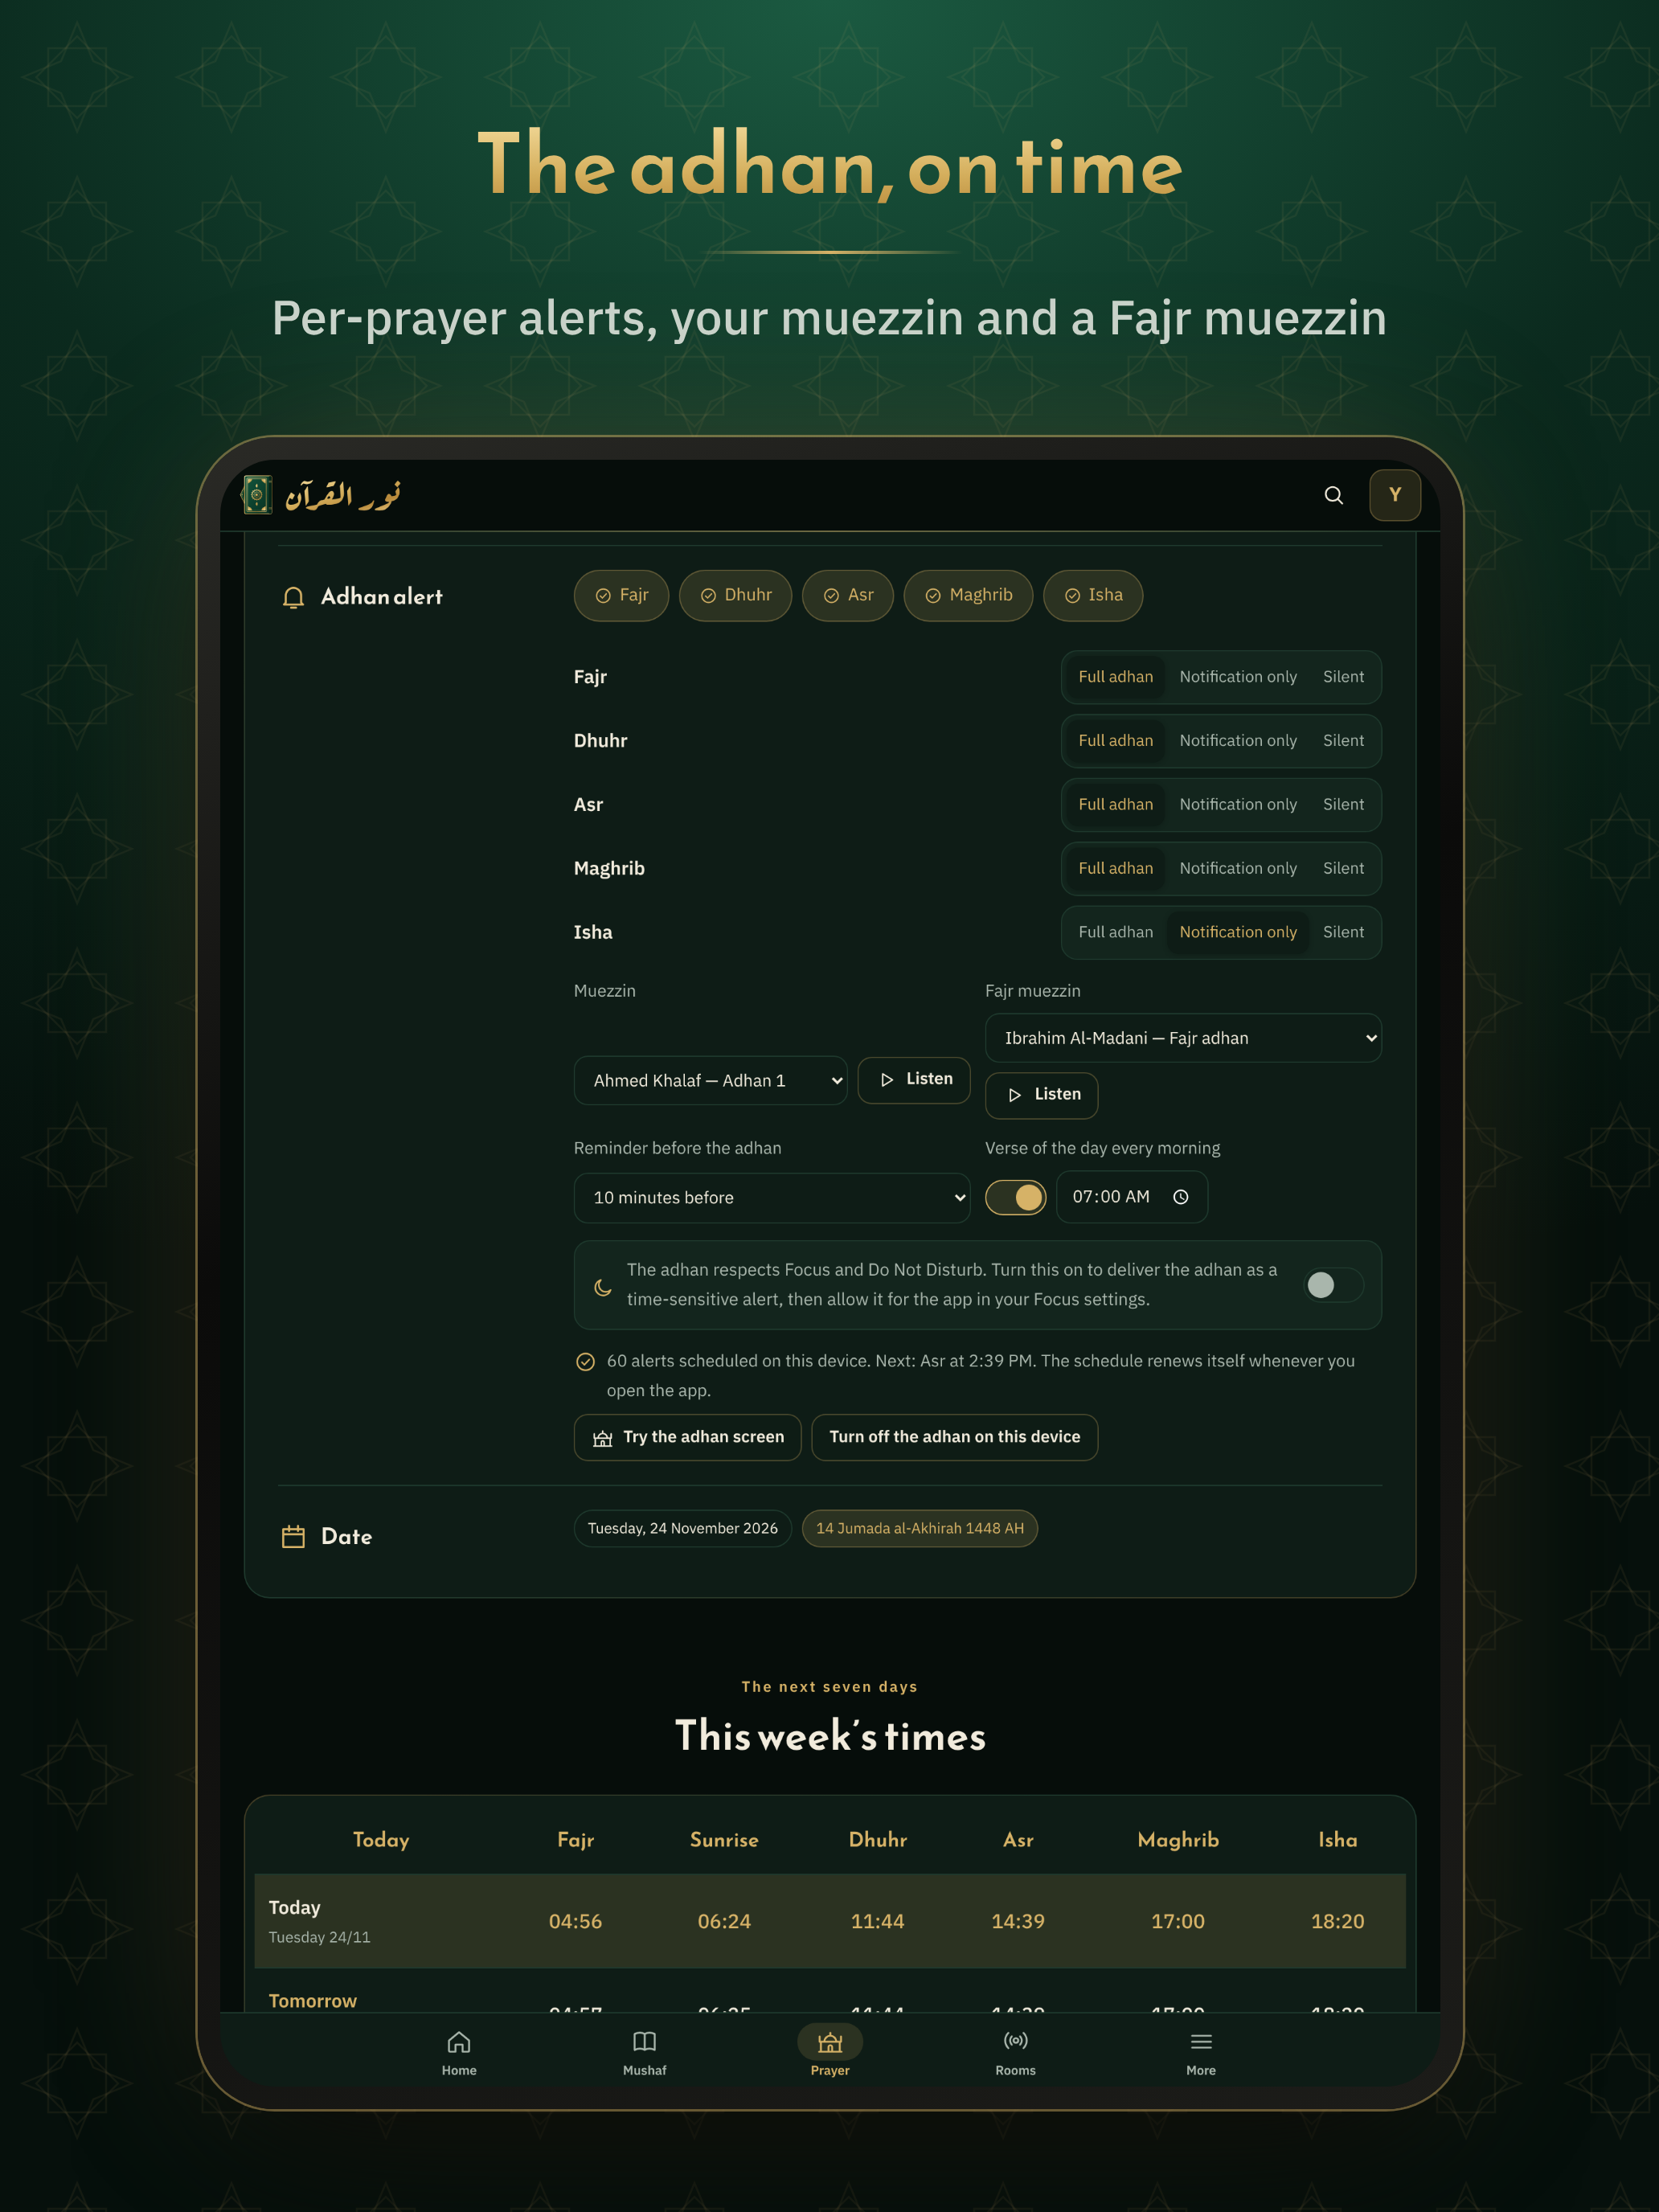 The adhan, on time
Per-prayer alerts, your muezzin and a Fajr muezzin
نور القرآن
Y
Adhan alert
Fajr Dhuhr Asr Maghrib Isha
Fajr Full adhan Notification only Silent
Dhuhr Full adhan Notification only Silent
Asr Full adhan Notification only Silent
Maghrib Full adhan Notification only Silent
Isha Full adhan Notification only Silent
Muezzin Fajr muezzin
Ibrahim Al-Madani — Fajr adhan
Ahmed Khalaf — Adhan 1 Listen
Listen
Reminder before the adhan Verse of the day every morning
10 minutes before 07:00 AM
The adhan respects Focus and Do Not Disturb. Turn this on to deliver the adhan as a
time-sensitive alert, then allow it for the app in your Focus settings.
60 alerts scheduled on this device. Next: Asr at 2:39 PM. The schedule renews itself whenever you
open the app.
Try the adhan screen Turn off the adhan on this device
Date Tuesday, 24 November 2026 14 Jumada al-Akhirah 1448 AH
The next seven days
This week's times
Today Fajr Sunrise Dhuhr Asr Maghrib Isha
Today 04:56 06:24 11:44 14:39 17:00 18:20
Tuesday 24/11
Tomorrow
Home Mushaf Prayer Rooms More